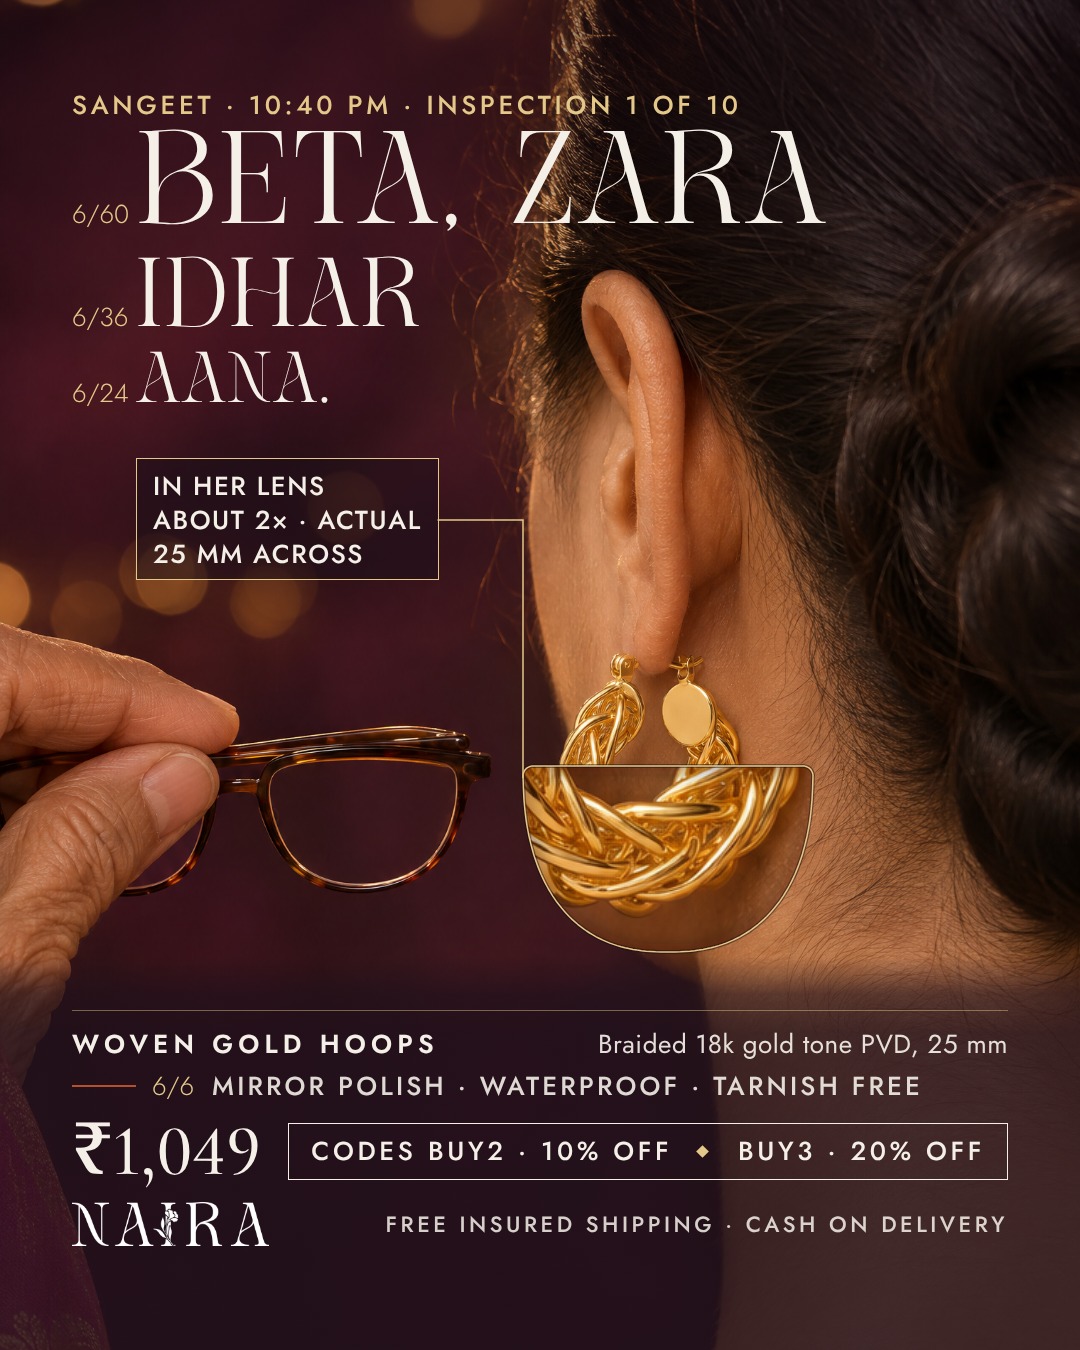 SANGEET · 10:40 PM · INSPECTION 1 OF 10
6/60 BETA, ZARA
6/36 IDHAR
6/24 AANA.
IN HER LENS
ABOUT 2× · ACTUAL
25 MM ACROSS
WOVEN GOLD HOOPS
Braided 18k gold tone PVD, 25 mm
6/6 MIRROR POLISH · WATERPROOF · TARNISH FREE
₹1,049
CODES BUY2 · 10% OFF ◆ BUY3 · 20% OFF
NAIRA
FREE INSURED SHIPPING · CASH ON DELIVERY